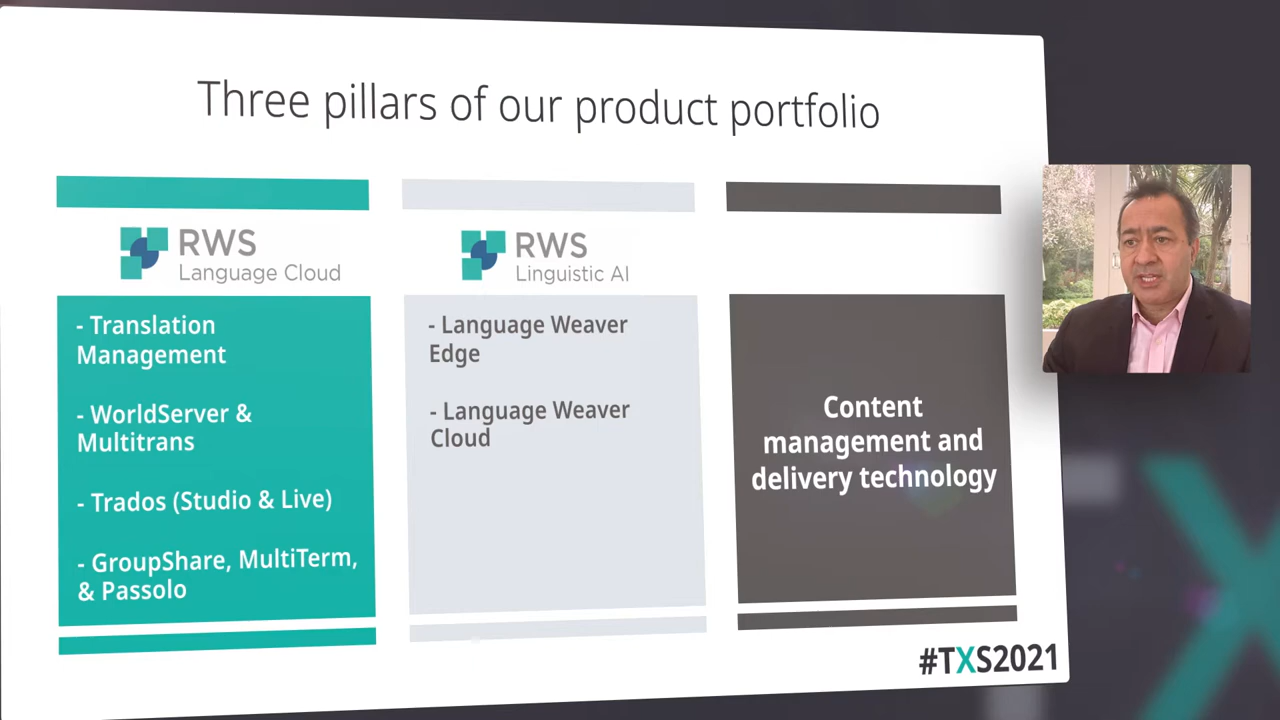 Three pillars of our product portfolio
RWS
Language Cloud
- Translation
Management
- WorldServer &
Multitrans
- Trados (Studio & Live)
- GroupShare, MultiTerm,
& Passolo
RWS
Linguistic AI
- Language Weaver
Edge
- Language Weaver
Cloud
Content
management and
delivery technology
#TXS2021